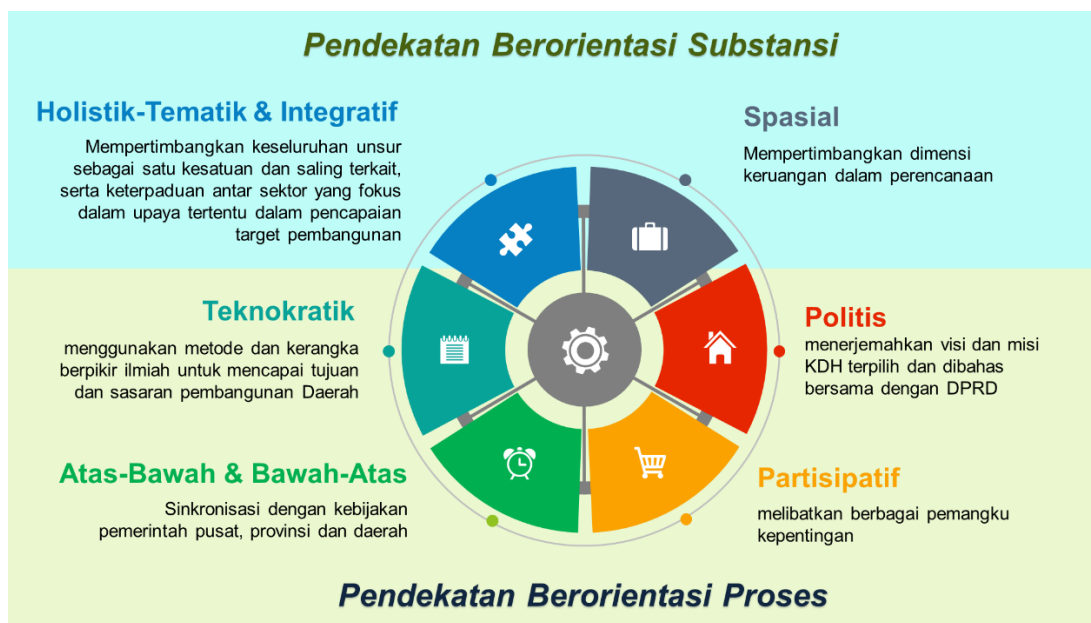 Pendekatan Berorientasi Substansi
Holistik-Tematik & Integratif
Mempertimbangkan keseluruhan unsur
sebagai satu kesatuan dan saling terkait,
serta keterpaduan antar sektor yang fokus
dalam upaya tertentu dalam pencapaian
target pembangunan
Spasial
Mempertimbangkan dimensi
keruangan dalam perencanaan
Teknokratik
menggunakan metode dan kerangka
berpikir ilmiah untuk mencapai tujuan
dan sasaran pembangunan Daerah
Politis
menerjemahkan visi dan misi
KDH terpilih dan dibahas
bersama dengan DPRD
Atas-Bawah & Bawah-Atas
Sinkronisasi dengan kebijakan
pemerintah pusat, provinsi dan daerah
Partisipatif
melibatkan berbagai pemangku
kepentingan
Pendekatan Berorientasi Proses